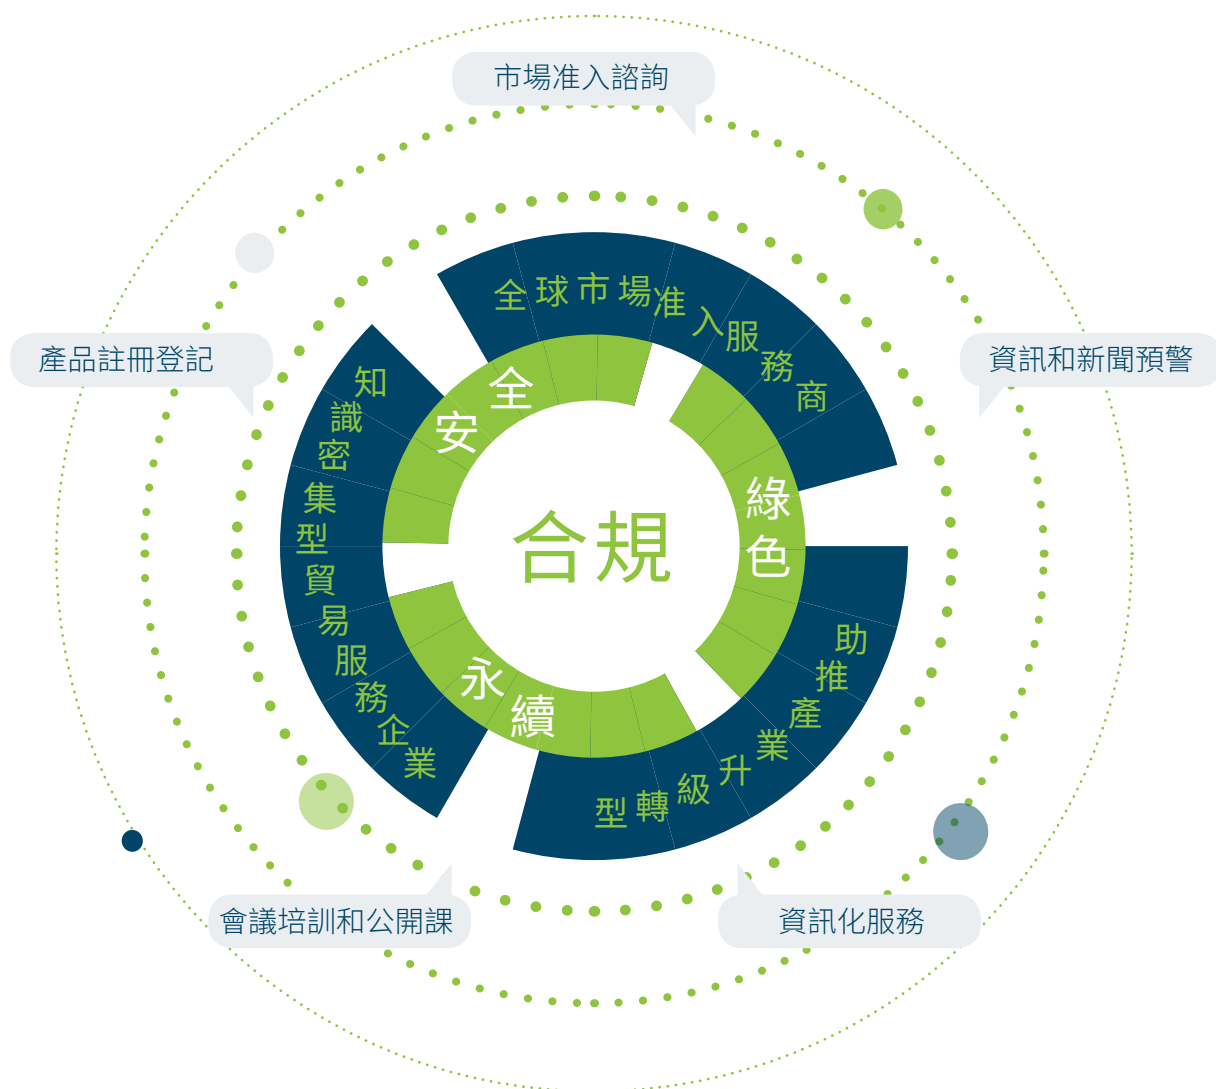 市場准入諮詢
產品註冊登記
資訊和新聞預警
全球市場准入服務商
知識密集型貿易服務企業
助推產業升級轉型
安全
綠色
永續
合規
會議培訓和公開課
資訊化服務